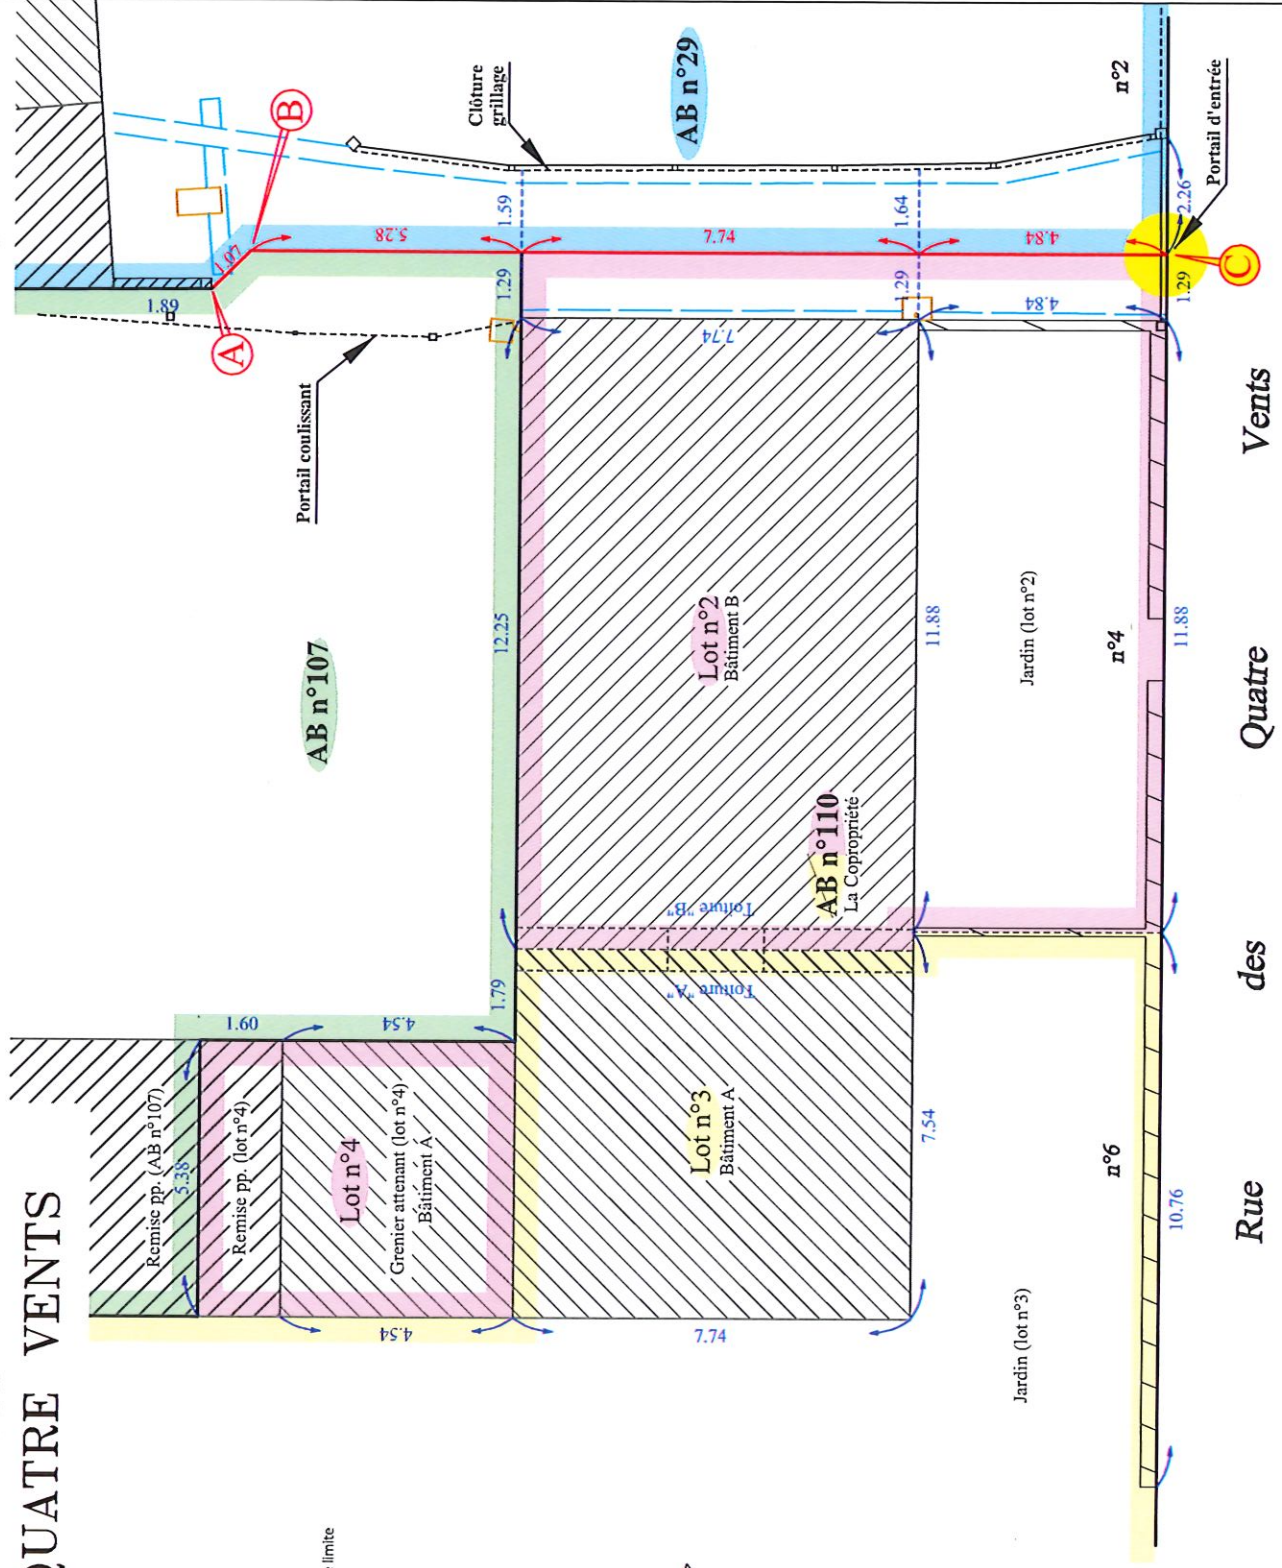 QUATRE VENTS
limite
Remise pp. (AB n°107)
5.38
Remise pp. (lot n°4)
Lot n°4
Grenier attenant (lot n°4)
Bâtiment A
1.60
4.54
4.54
1.79
Lot n°3
Bâtiment A
7.74
7.54
Toiture "A"
Toiture "B"
Jardin (lot n°3)
n°6
10.76
AB n°107
12.25
Portail coulissant
1.89
A
1.07
B
5.28
1.29
1.59
Clôture
grillage
AB n°29
7.74
7.74
Lot n°2
Bâtiment B
AB n°110
La Copropriété
11.88
1.29
1.64
4.84
4.84
Jardin (lot n°2)
n°4
11.88
1.29
2.26
n°2
Portail d'entrée
C
Rue des Quatre Vents